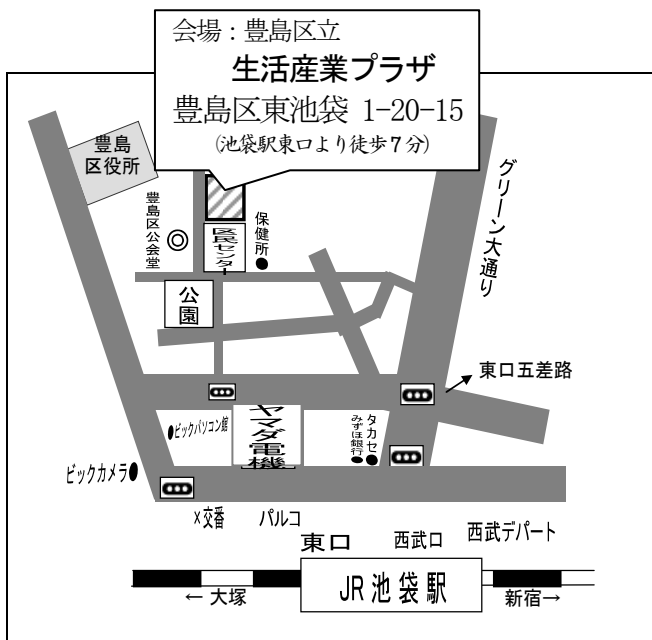 会場：豊島区立
生活産業プラザ
豊島区東池袋 1-20-15
(池袋駅東口より徒歩７分)
豊島
区役所
グリーン大通り
豊島区公会堂
保健所
区民センター
公園
東口五差路
ビックパソコン館
ヤマダ電機
みずほ銀行
タカセ
ビックカメラ
×交番
パルコ
東口
西武口
西武デパート
JR池袋駅
← 大塚
新宿→